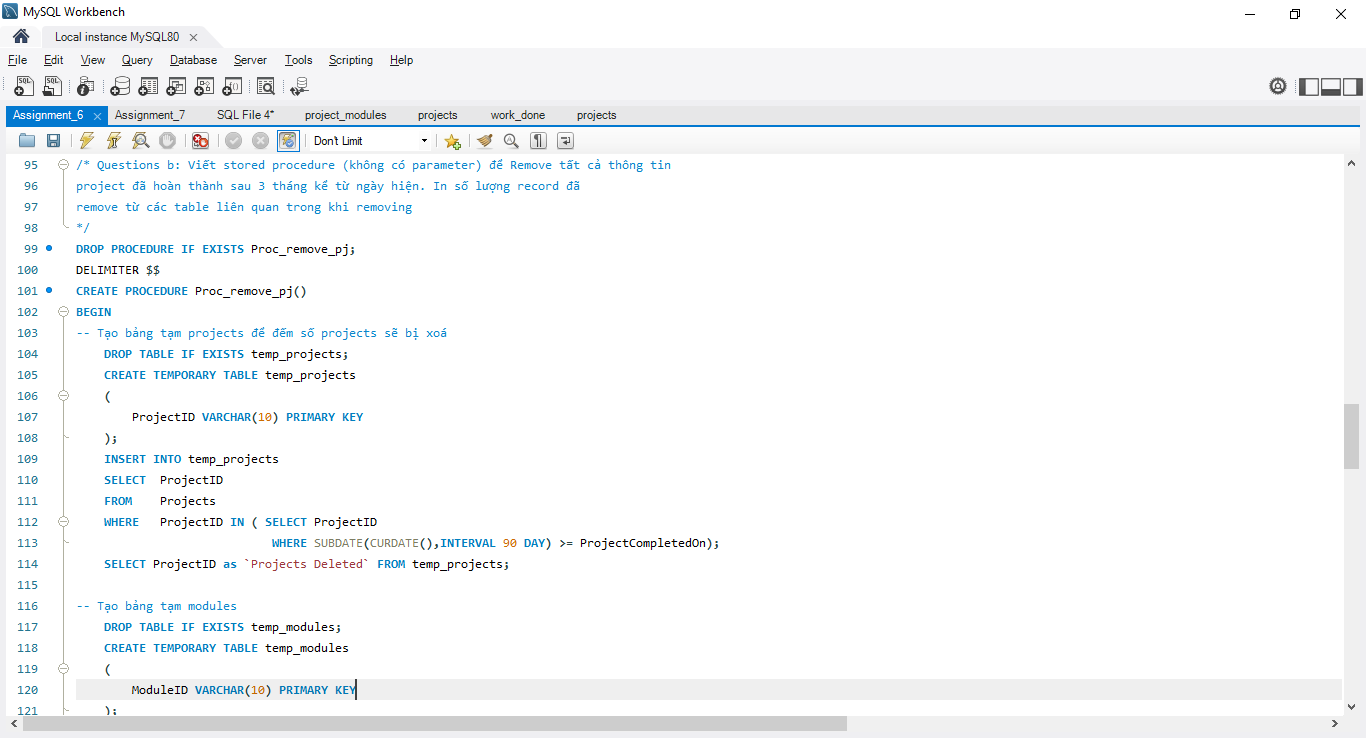 MySQL Workbench
Local instance MySQL80
File Edit View Query Database Server Tools Scripting Help
Assignment_6 Assignment_7 SQL File 4* project_modules projects work_done projects
Don't Limit
95 /* Questions b: Viết stored procedure (không có parameter) để Remove tất cả thông tin
96 project đã hoàn thành sau 3 tháng kể từ ngày hiện. In số lượng record đã
97 remove từ các table liên quan trong khi removing
98 */
99 DROP PROCEDURE IF EXISTS Proc_remove_pj;
100 DELIMITER $$
101 CREATE PROCEDURE Proc_remove_pj()
102 BEGIN
103 -- Tạo bảng tạm projects để đếm số projects sẽ bị xoá
104 DROP TABLE IF EXISTS temp_projects;
105 CREATE TEMPORARY TABLE temp_projects
106 (
107 ProjectID VARCHAR(10) PRIMARY KEY
108 );
109 INSERT INTO temp_projects
110 SELECT ProjectID
111 FROM Projects
112 WHERE ProjectID IN ( SELECT ProjectID
113 WHERE SUBDATE(CURDATE(),INTERVAL 90 DAY) >= ProjectCompletedOn);
114 SELECT ProjectID as `Projects Deleted` FROM temp_projects;
115
116 -- Tạo bảng tạm modules
117 DROP TABLE IF EXISTS temp_modules;
118 CREATE TEMPORARY TABLE temp_modules
119 (
120 ModuleID VARCHAR(10) PRIMARY KEY
121 );